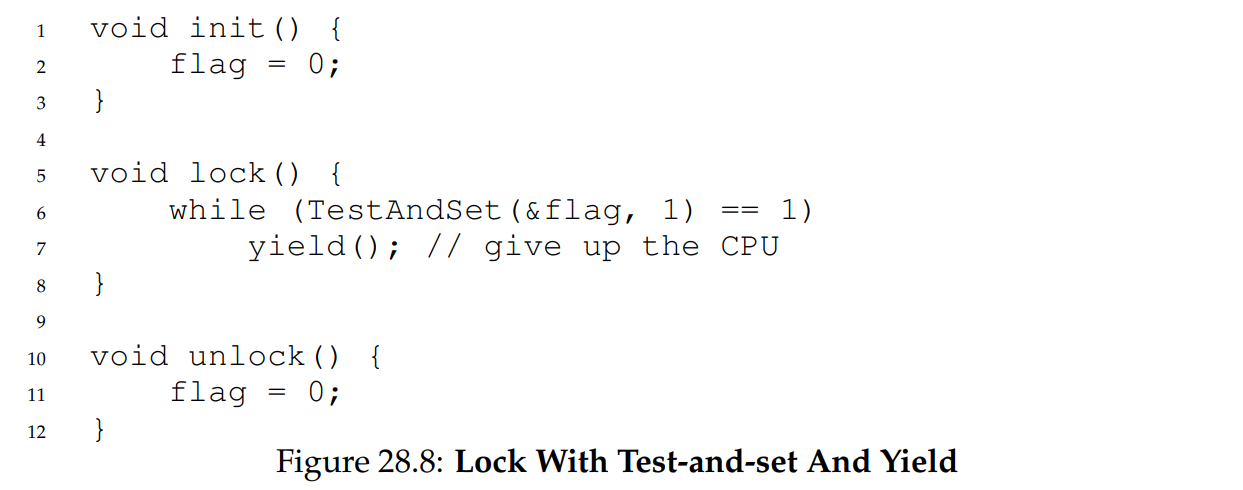 1 void init() {
2 flag = 0;
3 }
4
5 void lock() {
6 while (TestAndSet(&flag, 1) == 1)
7 yield(); // give up the CPU
8 }
9
10 void unlock() {
11 flag = 0;
12 }
Figure 28.8: Lock With Test-and-set And Yield